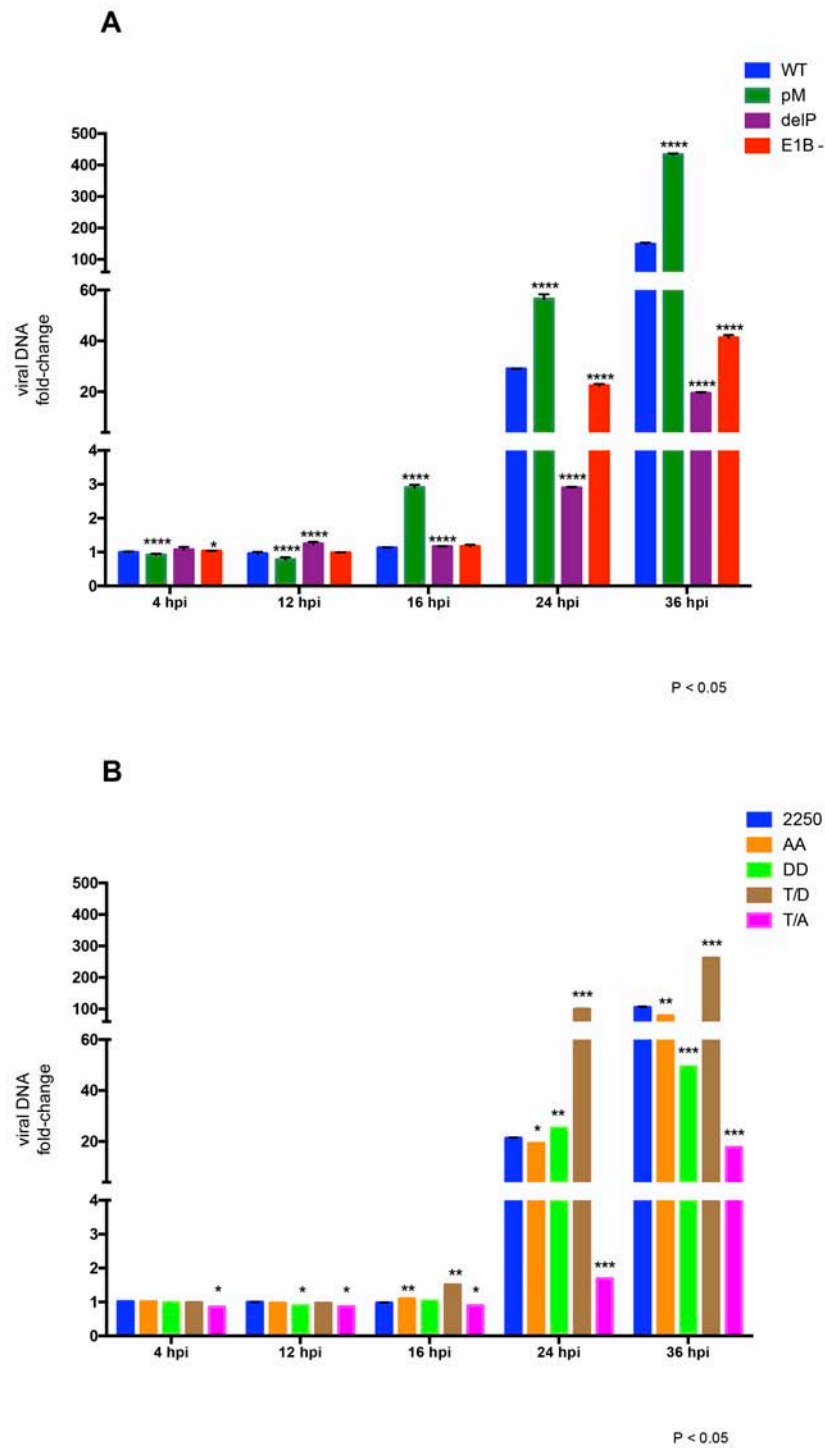 A
WT
pM
delP
E1B -
500
400
300
200
100
60
40
20
4
3
2
1
0
viral DNA
fold-change
**** *
**** ****
**** ****
**** **** ****
**** **** ****
4 hpi 12 hpi 16 hpi 24 hpi 36 hpi
P < 0.05
B
2250
AA
DD
T/D
T/A
500
400
300
200
100
60
40
20
4
3
2
1
0
viral DNA
fold-change
*
* *
** ** *
* ** *** ***
** *** *** ***
4 hpi 12 hpi 16 hpi 24 hpi 36 hpi
P < 0.05